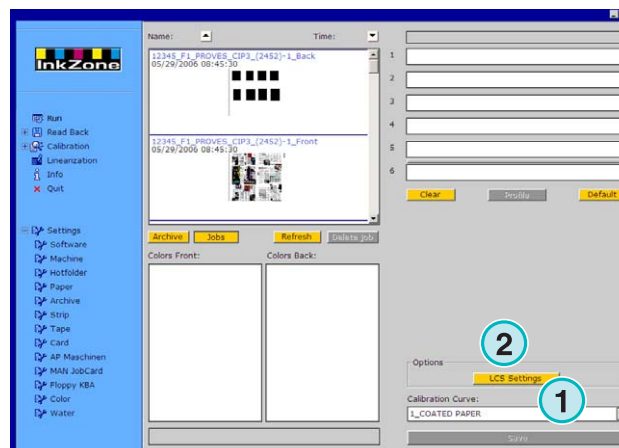 InkZone
Run
Read Back
Calibration
Linearization
Info
Quit
Settings
Software
Machine
Hotfolder
Paper
Archive
Strip
Tape
Card
AP Maschinen
MAN JobCard
Floppy KBA
Color
Water
Name:
Time:
12345_F1_PROVES_CIP3_(2452)-1_Back
05/29/2006 08:45:30
12345_F1_PROVES_CIP3_(2452)-1_Front
05/29/2006 08:45:30
Archive
Jobs
Refresh
Delete job
Colors Front:
Colors Back:
1
2
3
4
5
6
Clear
Profile
Default
2
Options
LCS Settings
1
Calibration Curve:
1_COATED PAPER
Save